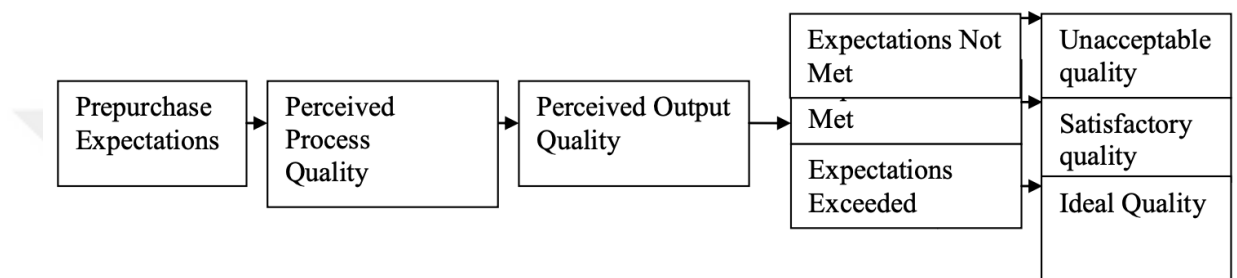 Prepurchase
Expectations
Perceived
Process
Quality
Perceived Output
Quality
Expectations Not
Met
Met
Expectations
Exceeded
Unacceptable
quality
Satisfactory
quality
Ideal Quality